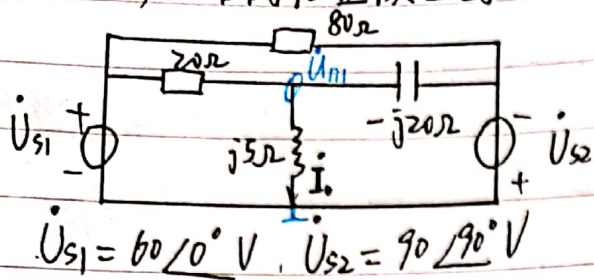 80Ω
20Ω
U̇n1
+
-j20Ω
-
U̇s1
j5Ω
U̇s2
-
İ.
+
U̇s1 = 60∠0° V. U̇s2 = 90∠90° V